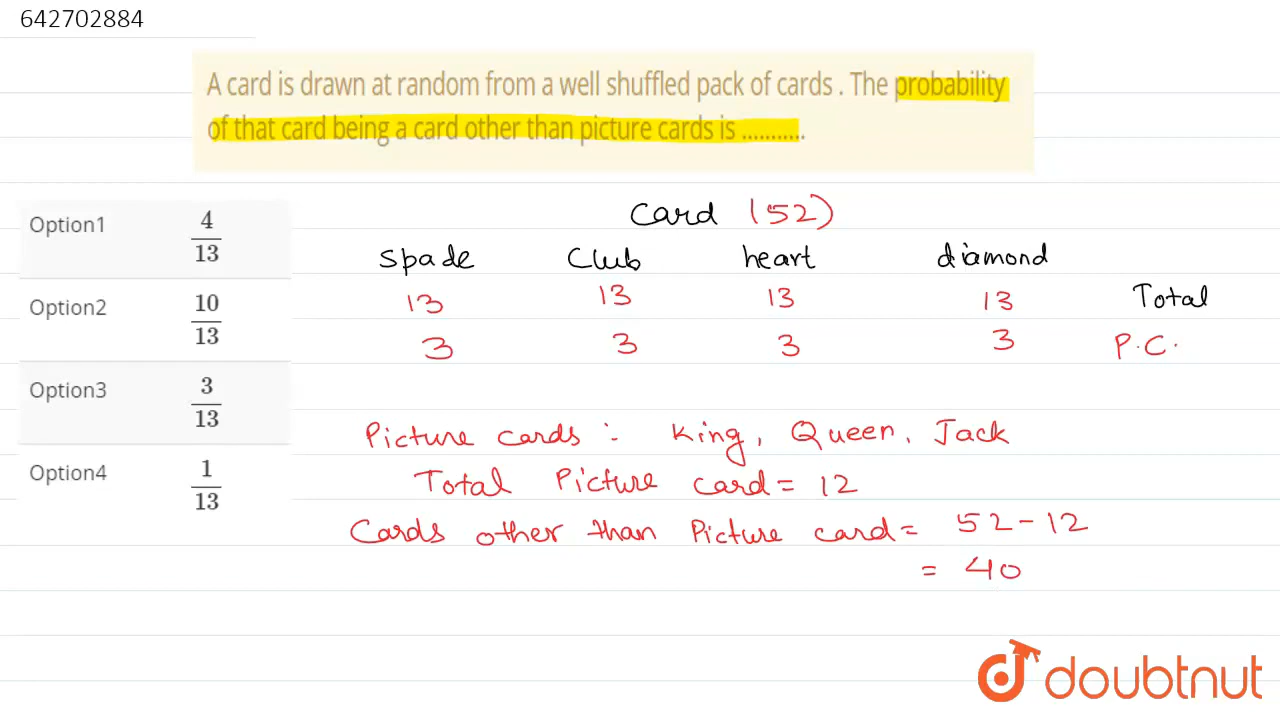 642702884
A card is drawn at random from a well shuffled pack of cards . The probability
of that card being a card other than picture cards is ...........
Option1 4/13
Option2 10/13
Option3 3/13
Option4 1/13
Card (52)
Spade Club heart diamond
13 13 13 13 Total
3 3 3 3 P.C.
Picture cards : King, Queen, Jack
Total Picture card = 12
Cards other than Picture card = 52-12
= 40
doubtnut